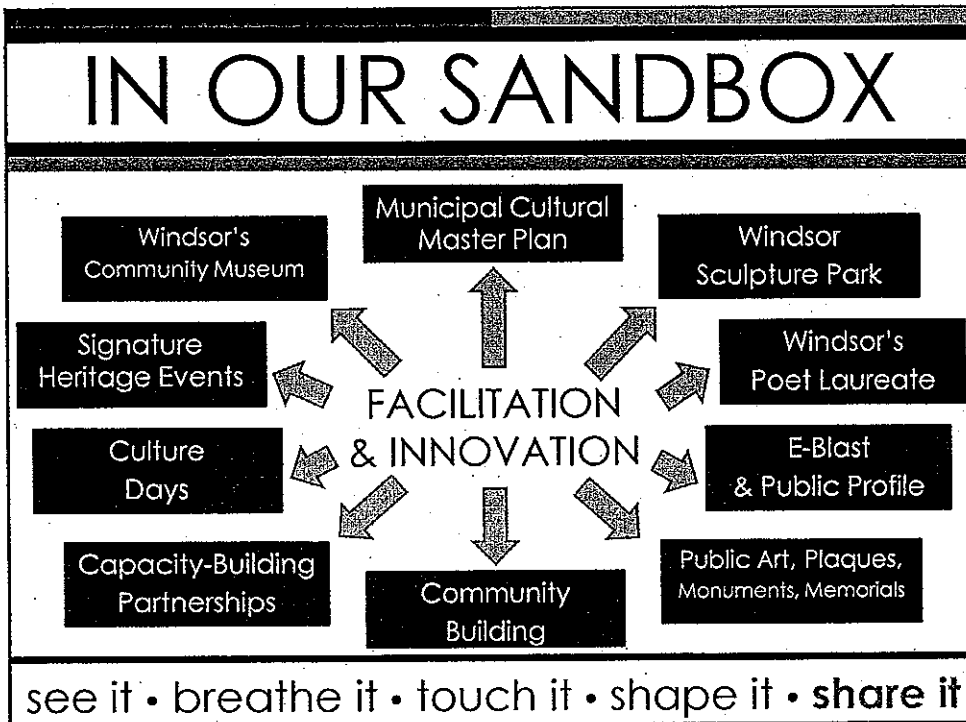 IN OUR SANDBOX
Municipal Cultural
Master Plan
Windsor's
Community Museum
Windsor
Sculpture Park
Signature
Heritage Events
Windsor's
Poet Laureate
FACILITATION
& INNOVATION
Culture
Days
E-Blast
& Public Profile
Capacity-Building
Partnerships
Community
Building
Public Art, Plaques,
Monuments, Memorials
see it • breathe it • touch it • shape it • share it